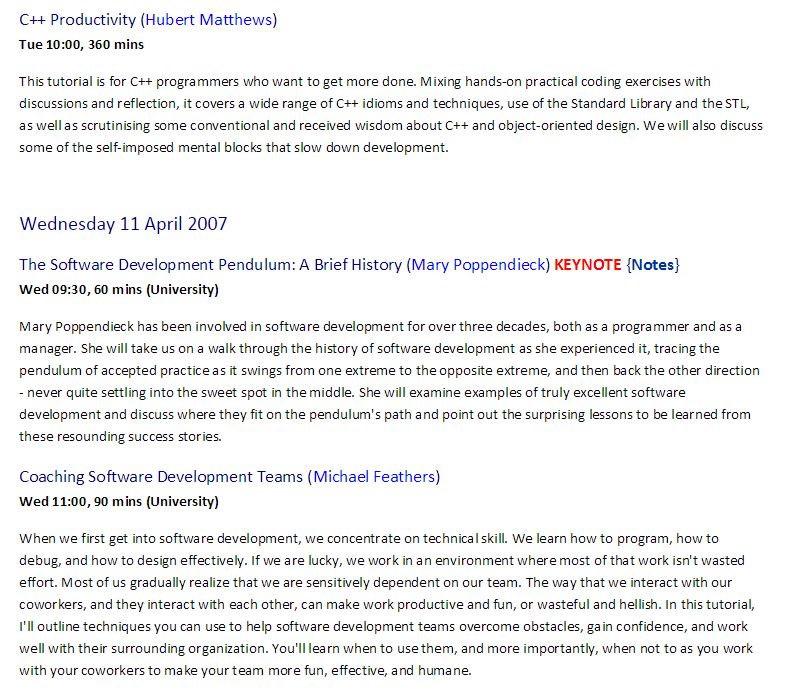 C++ Productivity (Hubert Matthews)
Tue 10:00, 360 mins
This tutorial is for C++ programmers who want to get more done. Mixing hands-on practical coding exercises with
discussions and reflection, it covers a wide range of C++ idioms and techniques, use of the Standard Library and the STL,
as well as scrutinising some conventional and received wisdom about C++ and object-oriented design. We will also discuss
some of the self-imposed mental blocks that slow down development.
Wednesday 11 April 2007
The Software Development Pendulum: A Brief History (Mary Poppendieck) KEYNOTE {Notes}
Wed 09:30, 60 mins (University)
Mary Poppendieck has been involved in software development for over three decades, both as a programmer and as a
manager. She will take us on a walk through the history of software development as she experienced it, tracing the
pendulum of accepted practice as it swings from one extreme to the opposite extreme, and then back the other direction
- never quite settling into the sweet spot in the middle. She will examine examples of truly excellent software
development and discuss where they fit on the pendulum's path and point out the surprising lessons to be learned from
these resounding success stories.
Coaching Software Development Teams (Michael Feathers)
Wed 11:00, 90 mins (University)
When we first get into software development, we concentrate on technical skill. We learn how to program, how to
debug, and how to design effectively. If we are lucky, we work in an environment where most of that work isn't wasted
effort. Most of us gradually realize that we are sensitively dependent on our team. The way that we interact with our
coworkers, and they interact with each other, can make work productive and fun, or wasteful and hellish. In this tutorial,
I'll outline techniques you can use to help software development teams overcome obstacles, gain confidence, and work
well with their surrounding organization. You'll learn when to use them, and more importantly, when not to as you work
with your coworkers to make your team more fun, effective, and humane.